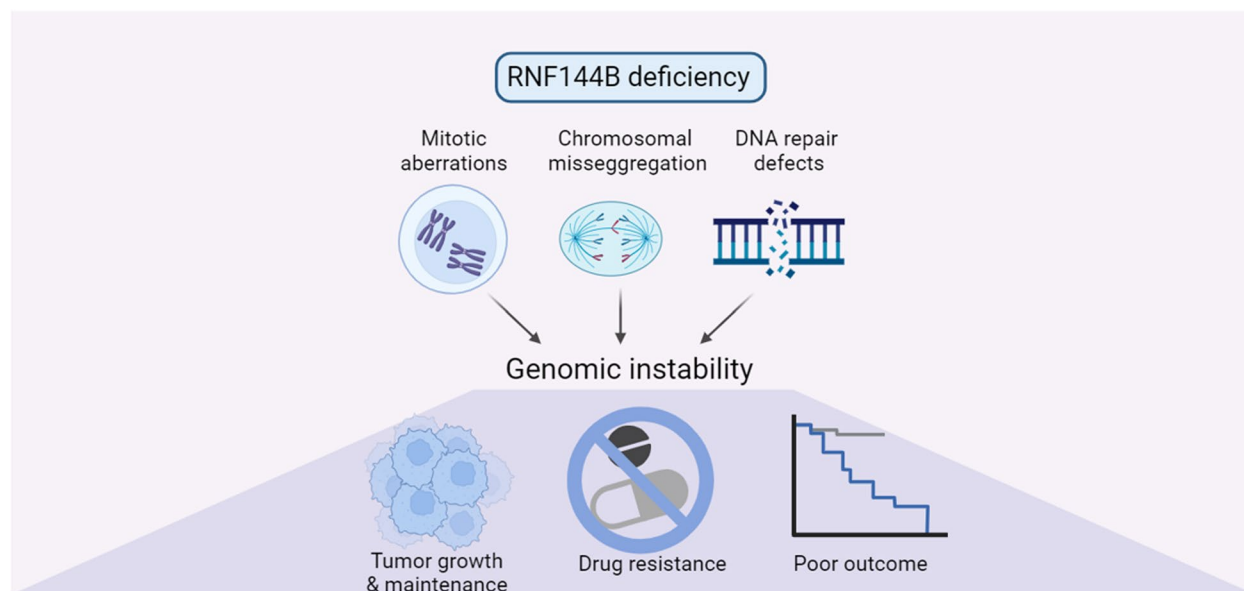 RNF144B deficiency
Mitotic
aberrations
Chromosomal
misseggregation
DNA repair
defects
Genomic instability
Tumor growth
& maintenance
Drug resistance
Poor outcome